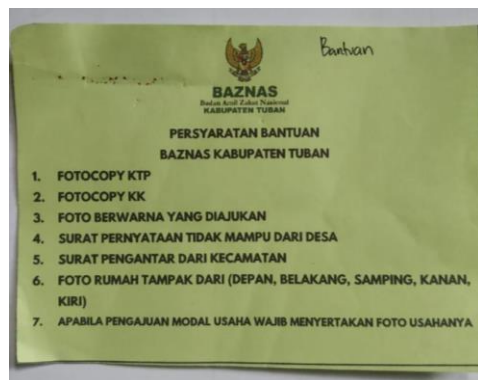 Bantuan
BAZNAS
Badan Amil Zakat Nasional
KABUPATEN TUBAN
PERSYARATAN BANTUAN
BAZNAS KABUPATEN TUBAN
1. FOTOCOPY KTP
2. FOTOCOPY KK
3. FOTO BERWARNA YANG DIAJUKAN
4. SURAT PERNYATAAN TIDAK MAMPU DARI DESA
5. SURAT PENGANTAR DARI KECAMATAN
6. FOTO RUMAH TAMPAK DARI (DEPAN, BELAKANG, SAMPING, KANAN,
KIRI)
7. APABILA PENGAJUAN MODAL USAHA WAJIB MENYERTAKAN FOTO USAHANYA